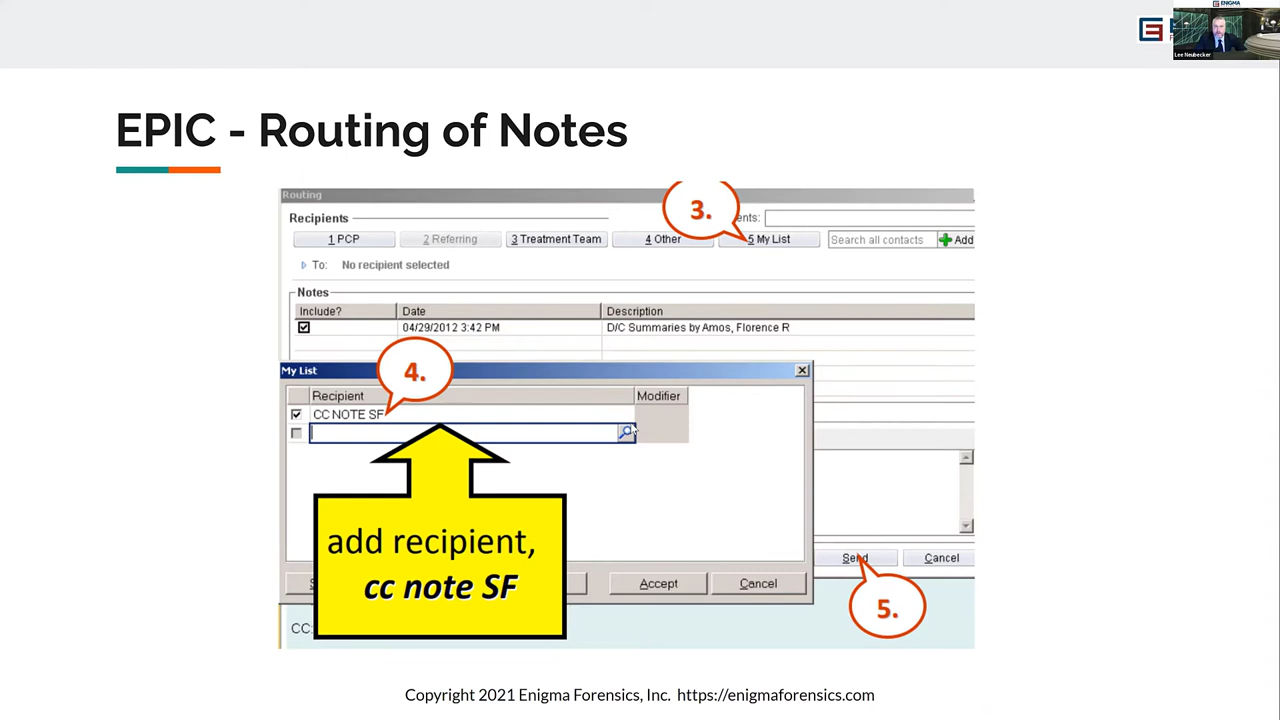 ENIGMA
Lee Neubecker
EPIC - Routing of Notes
Routing
Recipients
3.
1 PCP
2 Referring
3 Treatment Team
4 Other
5 My List
Search all contacts
Add
To: No recipient selected
Notes
Include? Date Description
04/29/2012 3:42 PM D/C Summaries by Amos, Florence R
My List
4.
Recipient Modifier
CC NOTE SF
add recipient,
cc note SF
Accept
Cancel
Send
Cancel
5.
CC:
Copyright 2021 Enigma Forensics, Inc. https://enigmaforensics.com